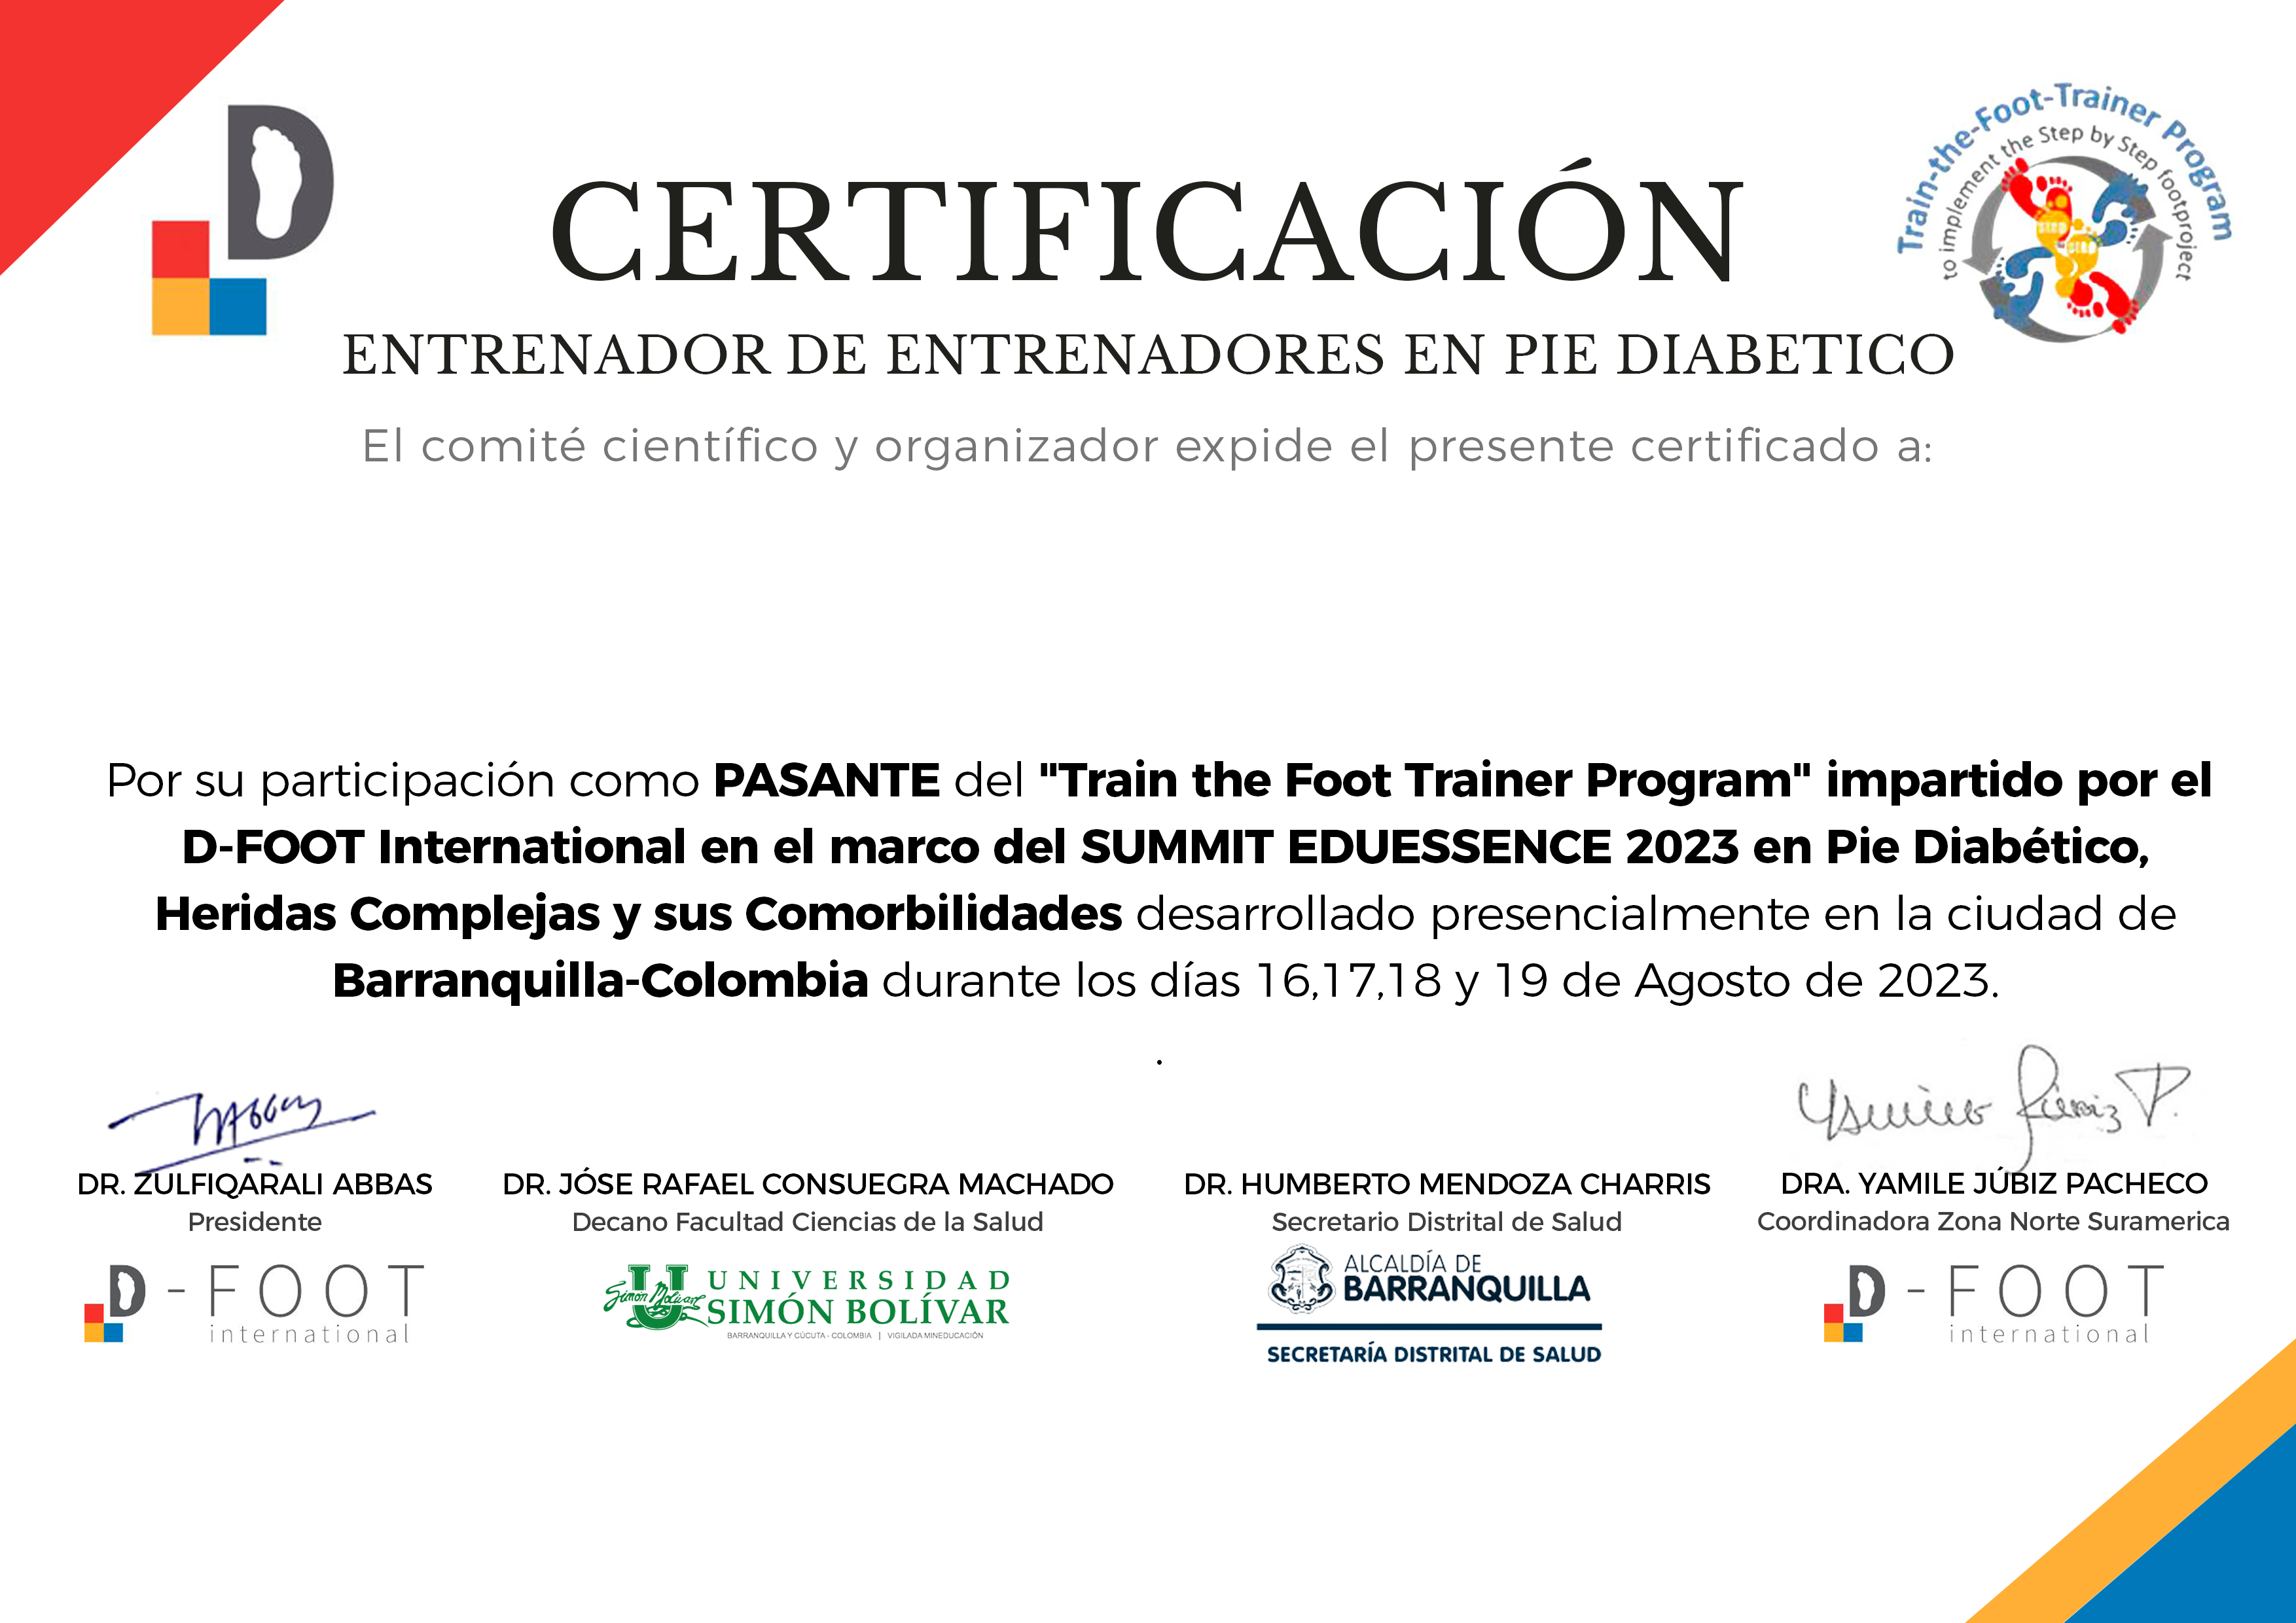 CERTIFICACIÓN
Train-the-Foot-Trainer Program
to implement the Step by Step footproject
step
step
ENTRENADOR DE ENTRENADORES EN PIE DIABETICO
El comité científico y organizador expide el presente certificado a:
Por su participación como PASANTE del "Train the Foot Trainer Program" impartido por el
D-FOOT International en el marco del SUMMIT EDUESSENCE 2023 en Pie Diabético,
Heridas Complejas y sus Comorbilidades desarrollado presencialmente en la ciudad de
Barranquilla-Colombia durante los días 16,17,18 y 19 de Agosto de 2023.
.
DR. ZULFIQARALI ABBAS
Presidente
D-FOOT
international
DR. JÓSE RAFAEL CONSUEGRA MACHADO
Decano Facultad Ciencias de la Salud
Simón Bolívar
UNIVERSIDAD
SIMÓN BOLÍVAR
BARRANQUILLA Y CÚCUTA - COLOMBIA | VIGILADA MINEDUCACIÓN
DR. HUMBERTO MENDOZA CHARRIS
Secretario Distrital de Salud
ALCALDÍA DE
BARRANQUILLA
SECRETARÍA DISTRITAL DE SALUD
DRA. YAMILE JÚBIZ PACHECO
Coordinadora Zona Norte Suramerica
D-FOOT
international